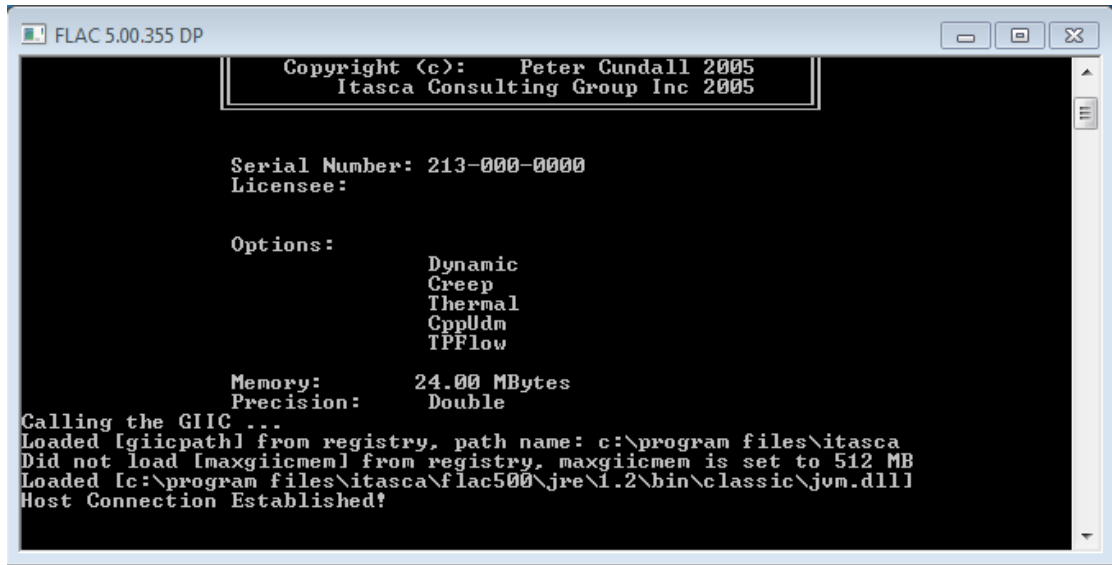 FLAC 5.00.355 DP
Copyright (c): Peter Cundall 2005
Itasca Consulting Group Inc 2005
Serial Number: 213-000-0000
Licensee:
Options:
Dynamic
Creep
Thermal
CppUdm
TPFlow
Memory: 24.00 MBytes
Precision: Double
Calling the GIIC ...
Loaded [giicpath] from registry, path name: c:\program files\itasca
Did not load [maxgiicmem] from registry, maxgiicmem is set to 512 MB
Loaded [c:\program files\itasca\flac500\jre\1.2\bin\classic\jvm.dll]
Host Connection Established!